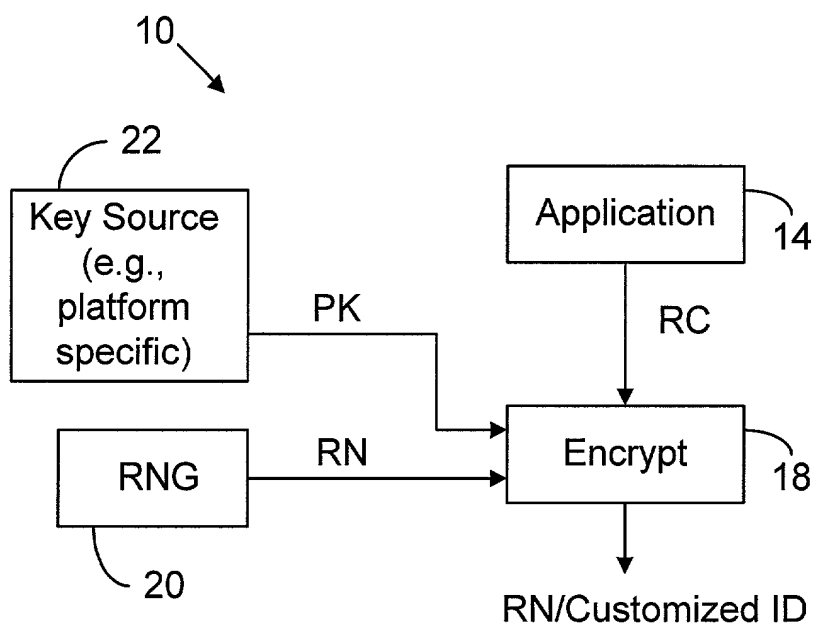 10
22
Key Source
(e.g.,
platform
specific)
PK
Application
14
RC
RNG
20
RN
Encrypt
18
RN/Customized ID